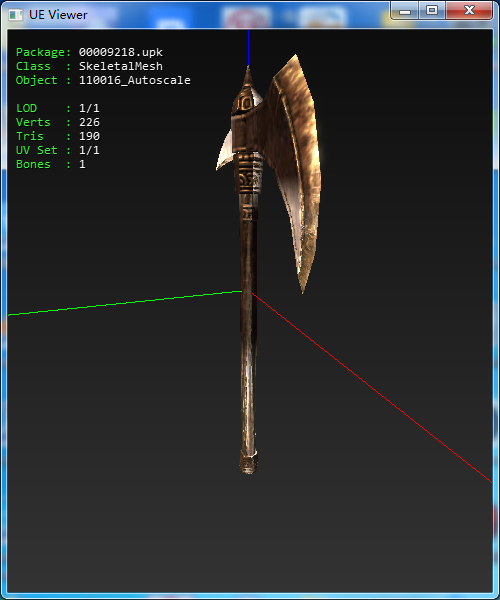 UE Viewer
Package: 00009218.upk
Class : SkeletalMesh
Object : 110016_Autoscale
LOD : 1/1
Verts : 226
Tris : 190
UV Set : 1/1
Bones : 1